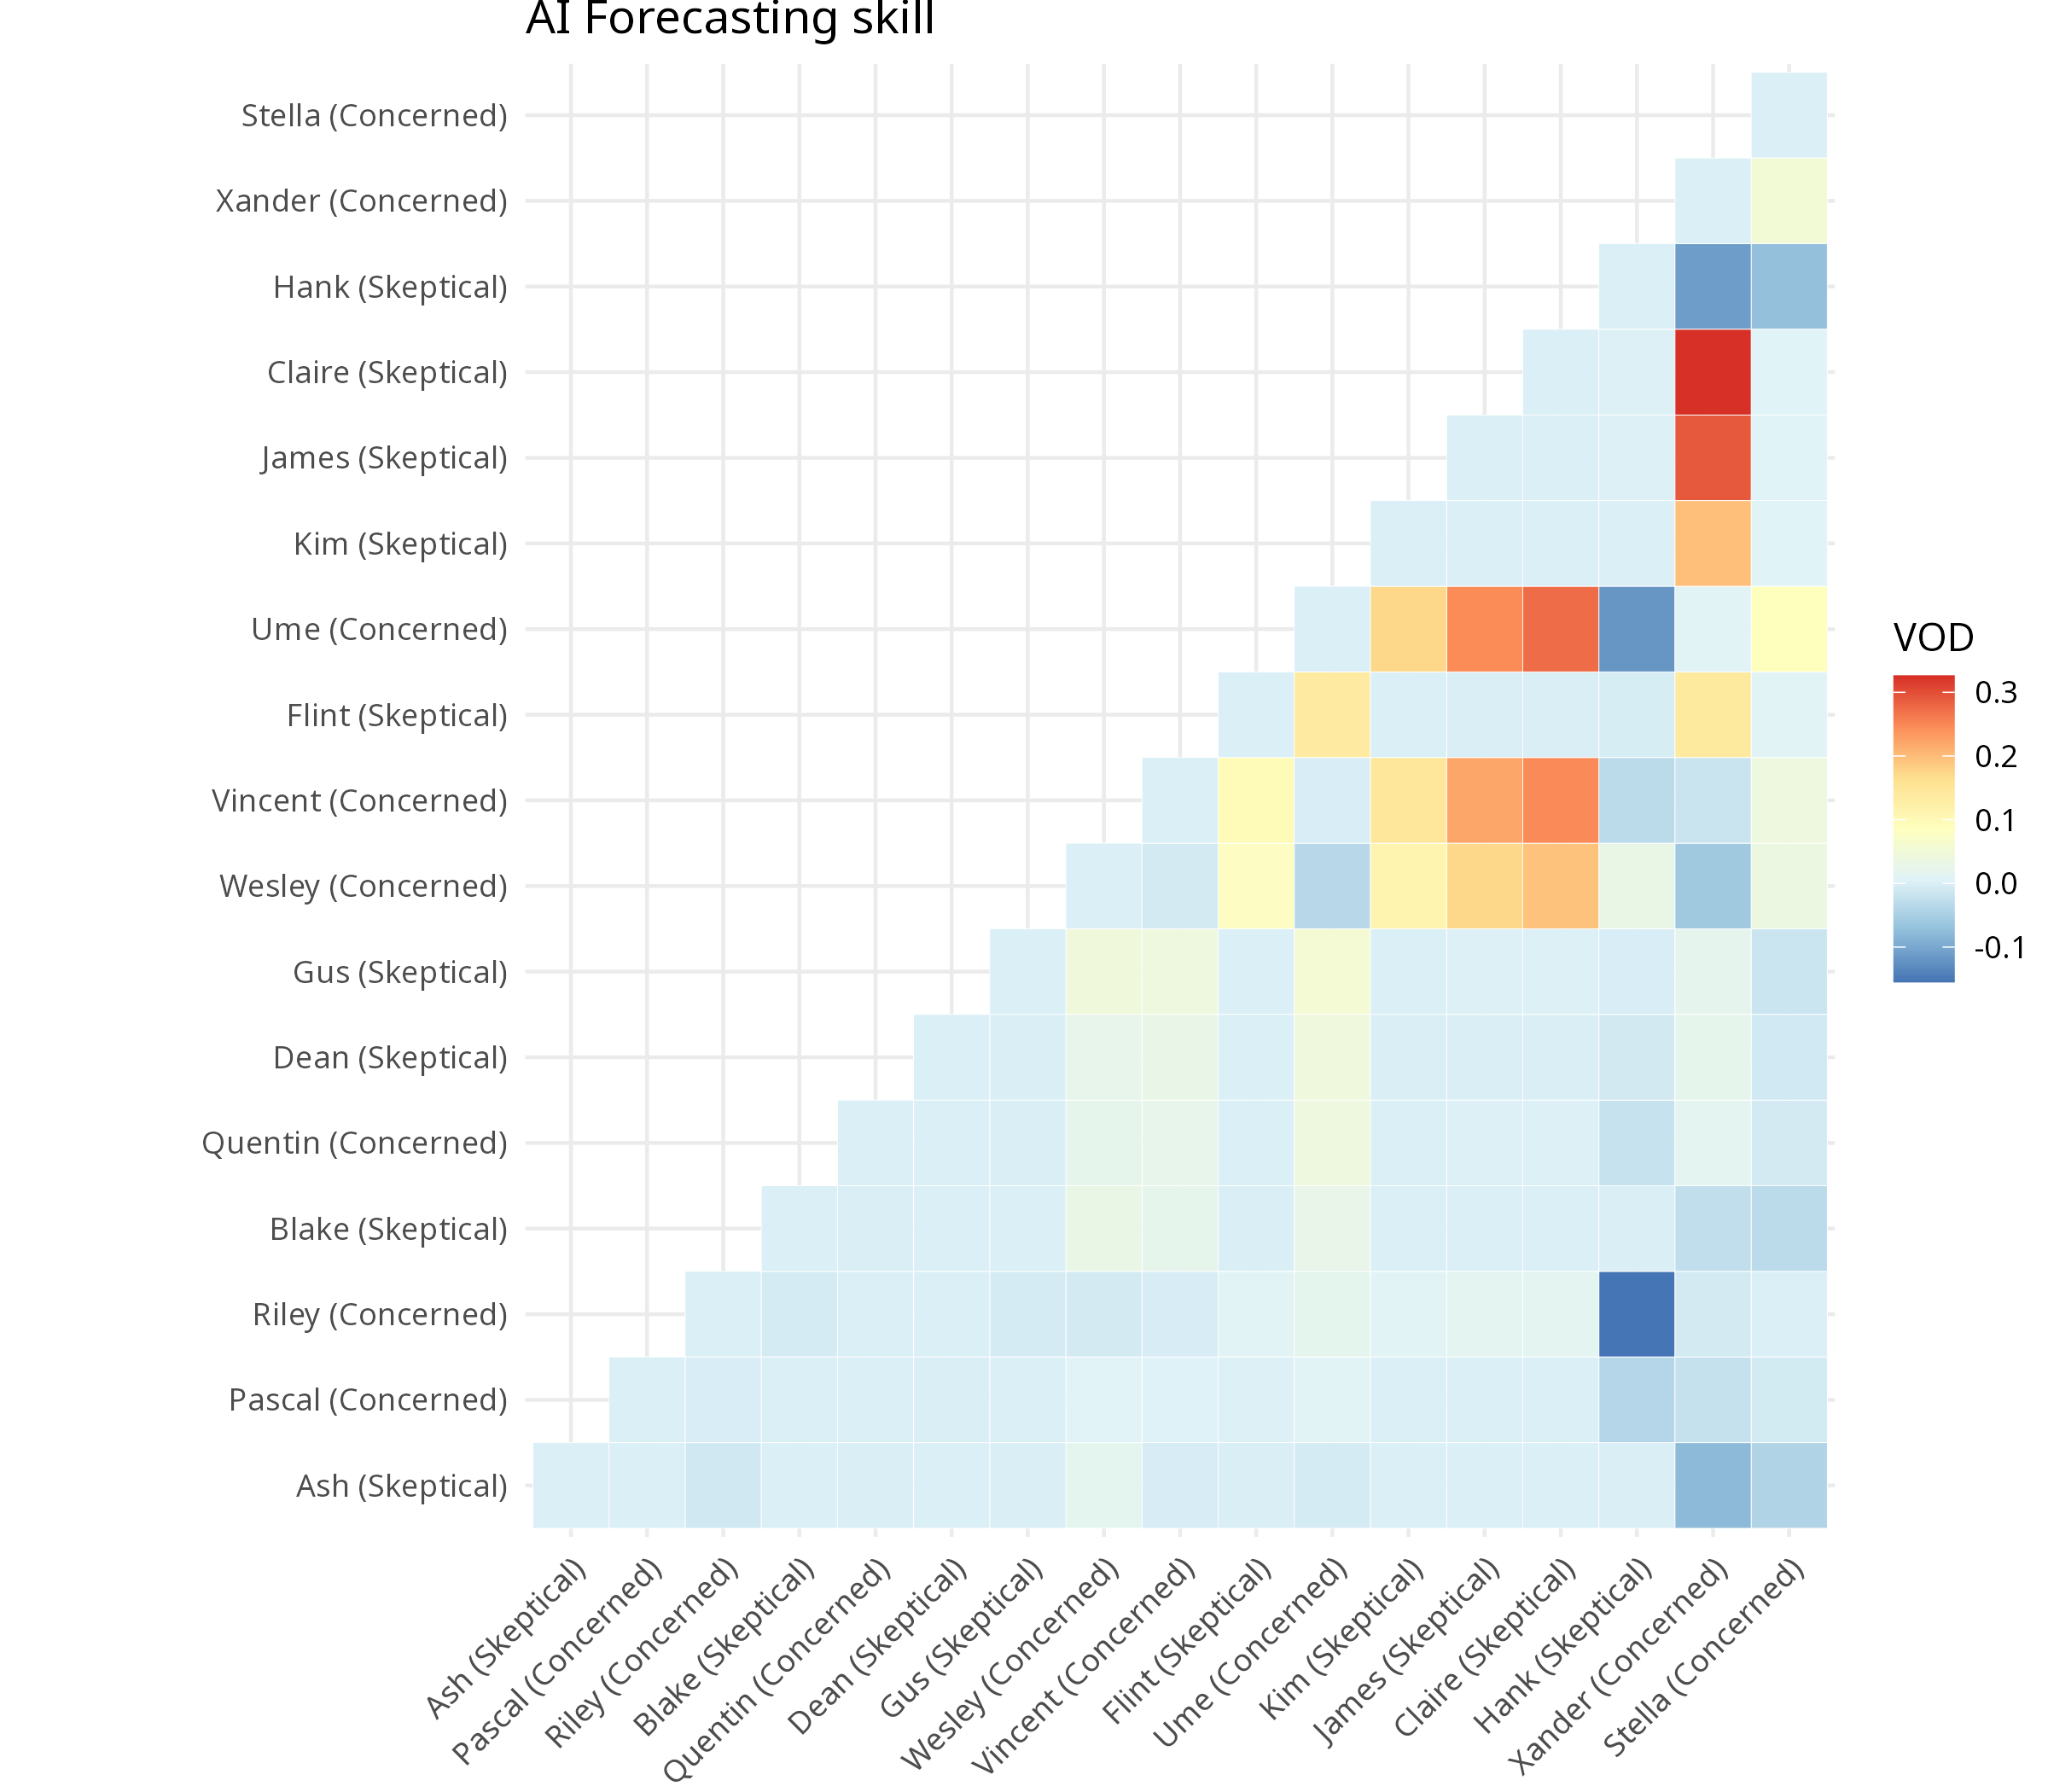 AI Forecasting skill
Stella (Concerned)
Xander (Concerned)
Hank (Skeptical)
Claire (Skeptical)
James (Skeptical)
Kim (Skeptical)
Ume (Concerned)
Flint (Skeptical)
Vincent (Concerned)
Wesley (Concerned)
Gus (Skeptical)
Dean (Skeptical)
Quentin (Concerned)
Blake (Skeptical)
Riley (Concerned)
Pascal (Concerned)
Ash (Skeptical)
VOD
0.3
0.2
0.1
0.0
-0.1
Ash (Skeptical)
Pascal (Concerned)
Riley (Concerned)
Blake (Skeptical)
Quentin (Concerned)
Dean (Skeptical)
Gus (Skeptical)
Wesley (Concerned)
Vincent (Concerned)
Flint (Skeptical)
Ume (Concerned)
Kim (Skeptical)
James (Skeptical)
Claire (Skeptical)
Hank (Skeptical)
Xander (Concerned)
Stella (Concerned)